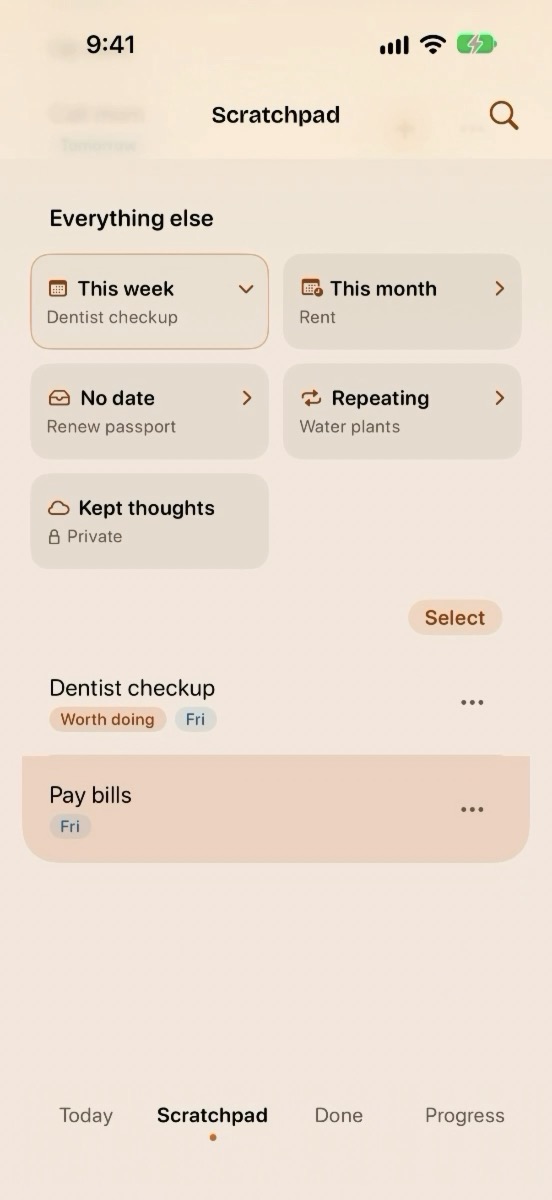 9:41
Scratchpad
Tomorrow
Everything else
This week
Dentist checkup
This month
Rent
No date
Renew passport
Repeating
Water plants
Kept thoughts
Private
Select
Dentist checkup
Worth doing Fri
Pay bills
Fri
Today Scratchpad Done Progress